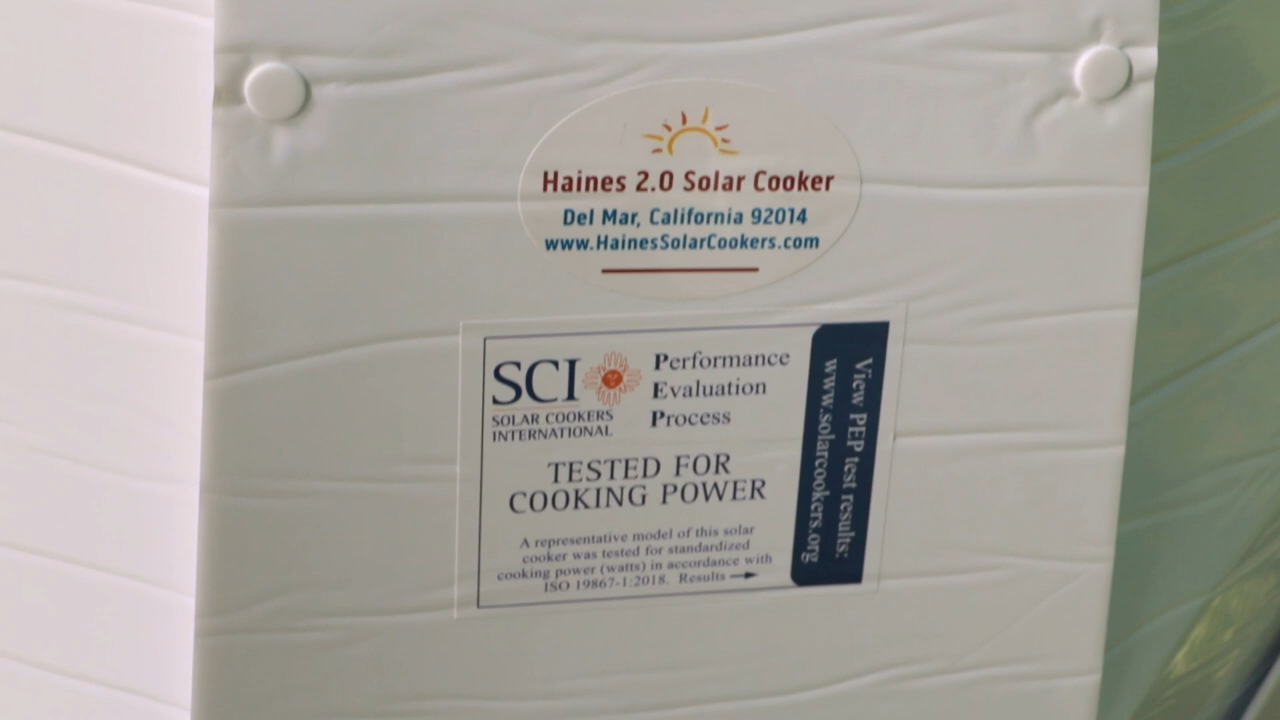 Haines 2.0 Solar Cooker
Del Mar, California 92014
www.HainesSolarCookers.com
SCI
SOLAR COOKERS
INTERNATIONAL
Performance
Evaluation
Process
TESTED FOR
COOKING POWER
A representative model of this solar
cooker was tested for standardized
cooking power (watts) in accordance with
ISO 19867-1:2018. Results
View PEP test results:
www.solarcookers.org